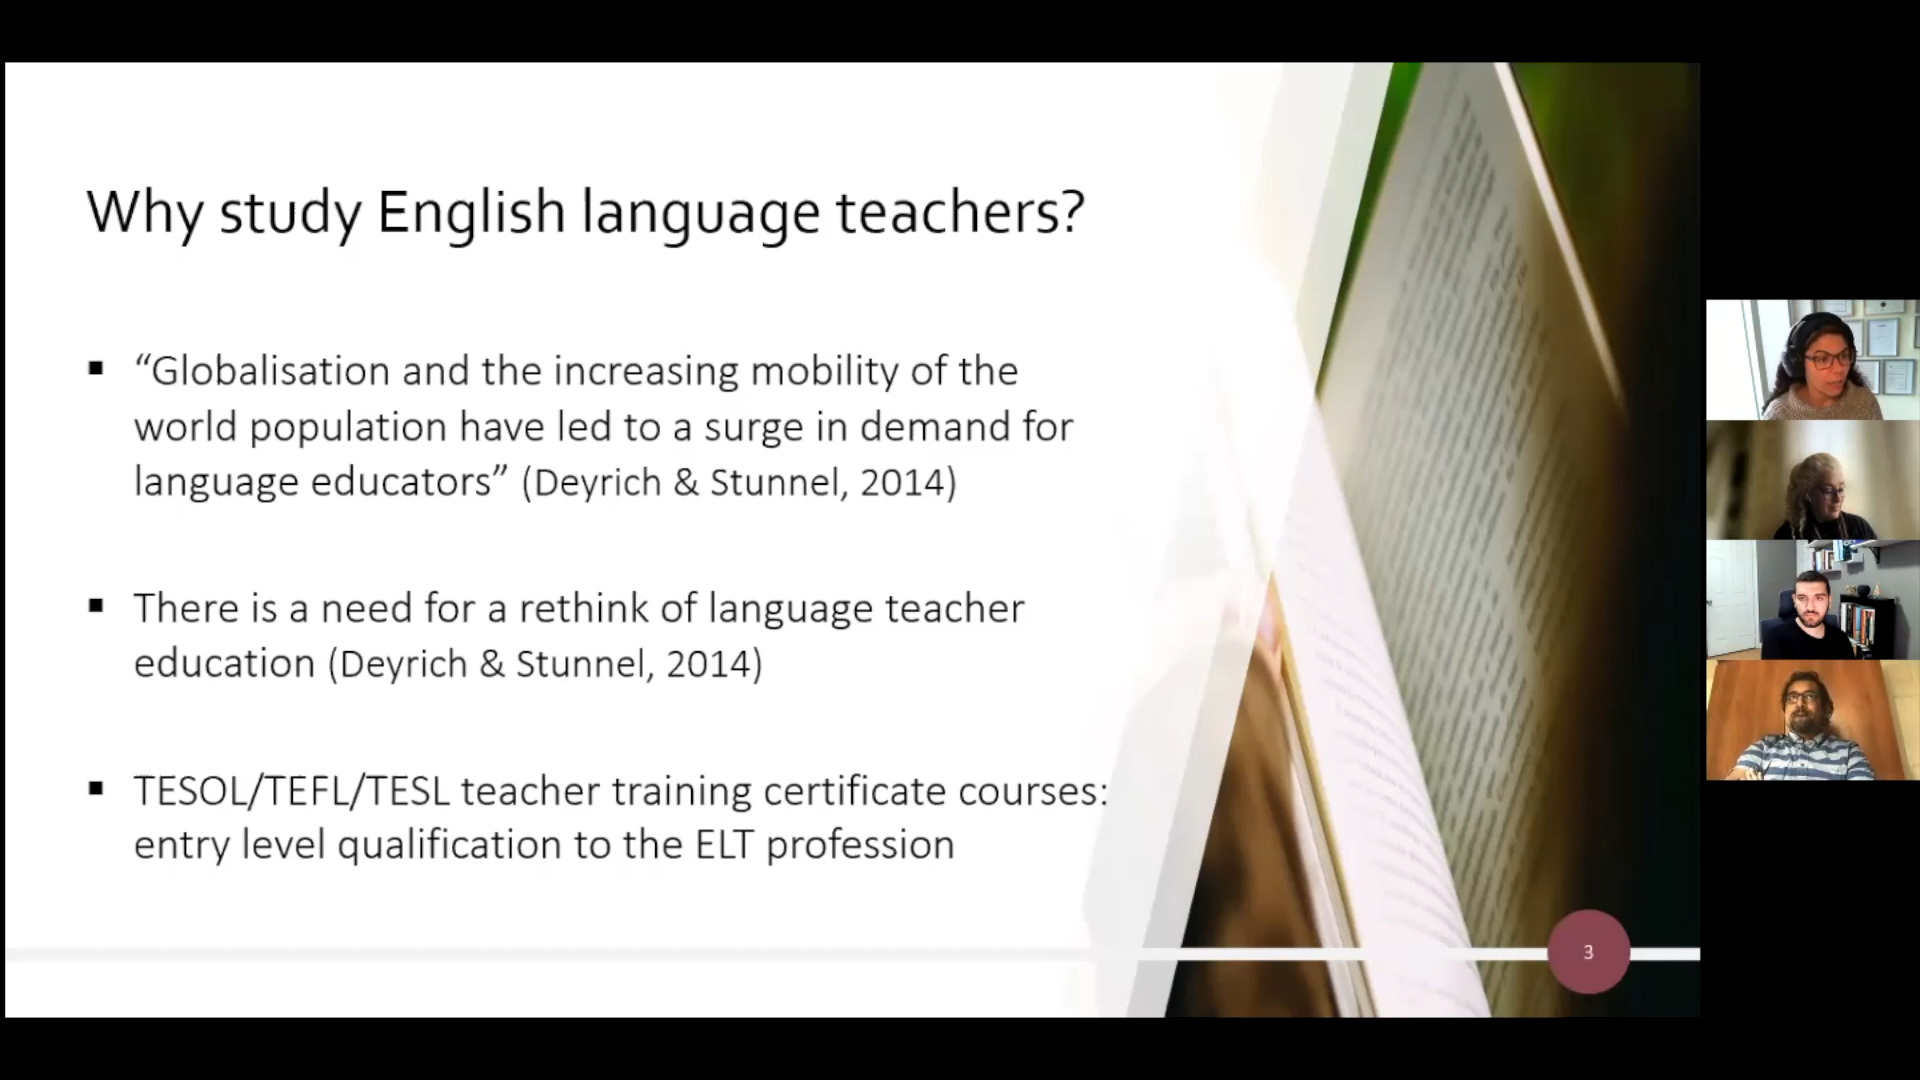 Why study English language teachers?
▪ “Globalisation and the increasing mobility of the
world population have led to a surge in demand for
language educators” (Deyrich & Stunnel, 2014)
▪ There is a need for a rethink of language teacher
education (Deyrich & Stunnel, 2014)
▪ TESOL/TEFL/TESL teacher training certificate courses:
entry level qualification to the ELT profession
3